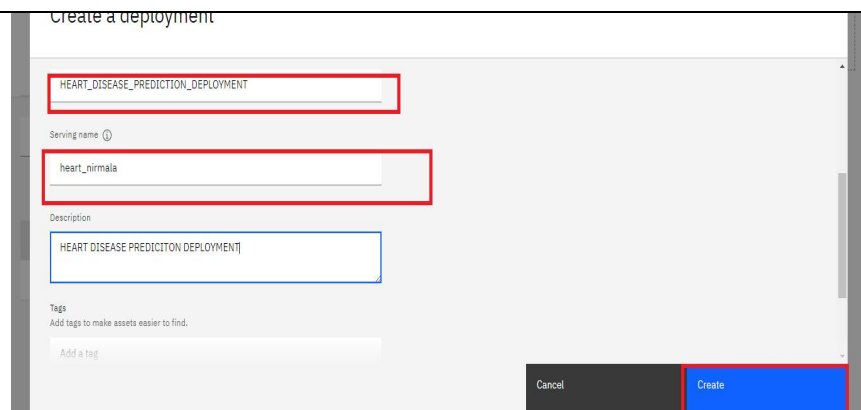 Create a deployment
HEART_DISEASE_PREDICTION_DEPLOYMENT
Serving name
heart_nirmala
Description
HEART DISEASE PREDICITON DEPLOYMENT
Tags
Add tags to make assets easier to find.
Add a tag
Cancel
Create